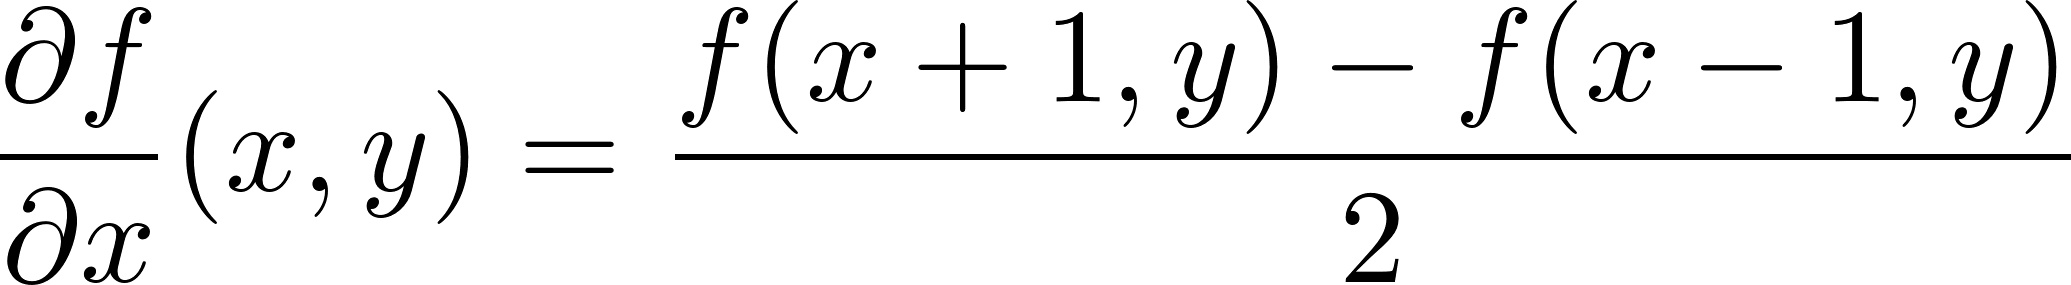 ∂f/∂x (x, y) = (f(x + 1, y) − f(x − 1, y))/2